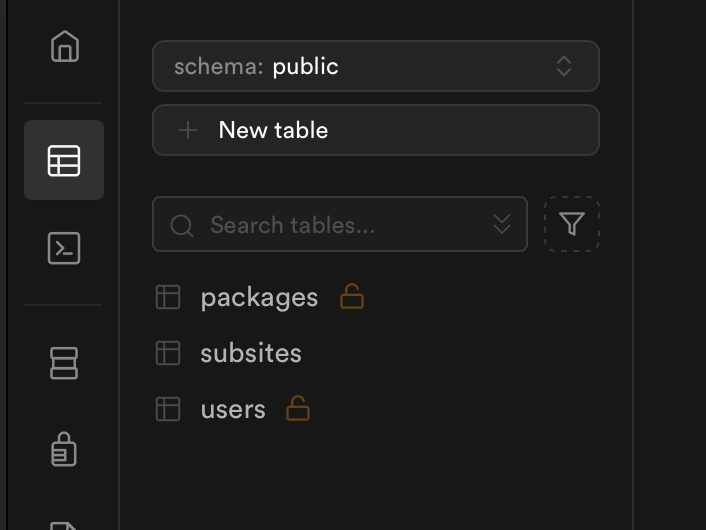 schema: public
New table
Search tables...
packages
subsites
users